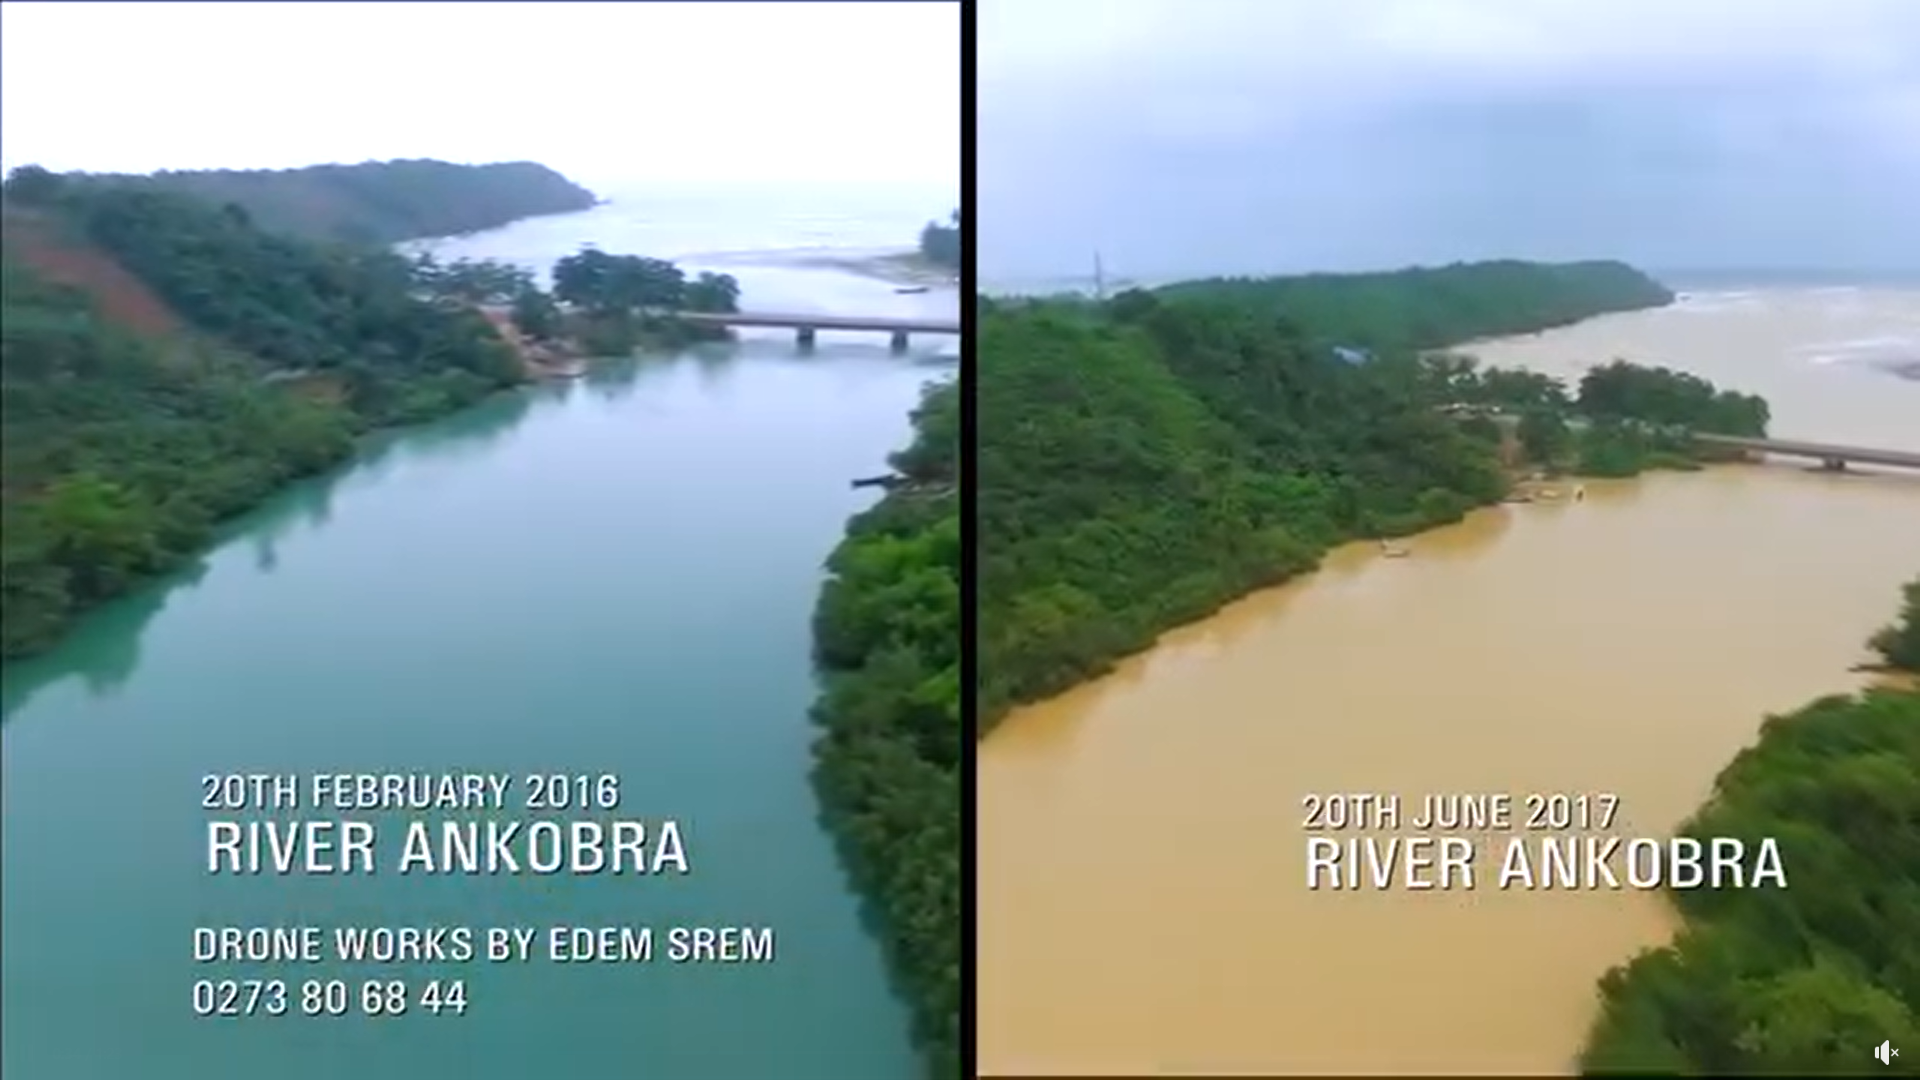 20TH FEBRUARY 2016
RIVER ANKOBRA
DRONE WORKS BY EDEM SREM
0273 80 68 44
20TH JUNE 2017
RIVER ANKOBRA